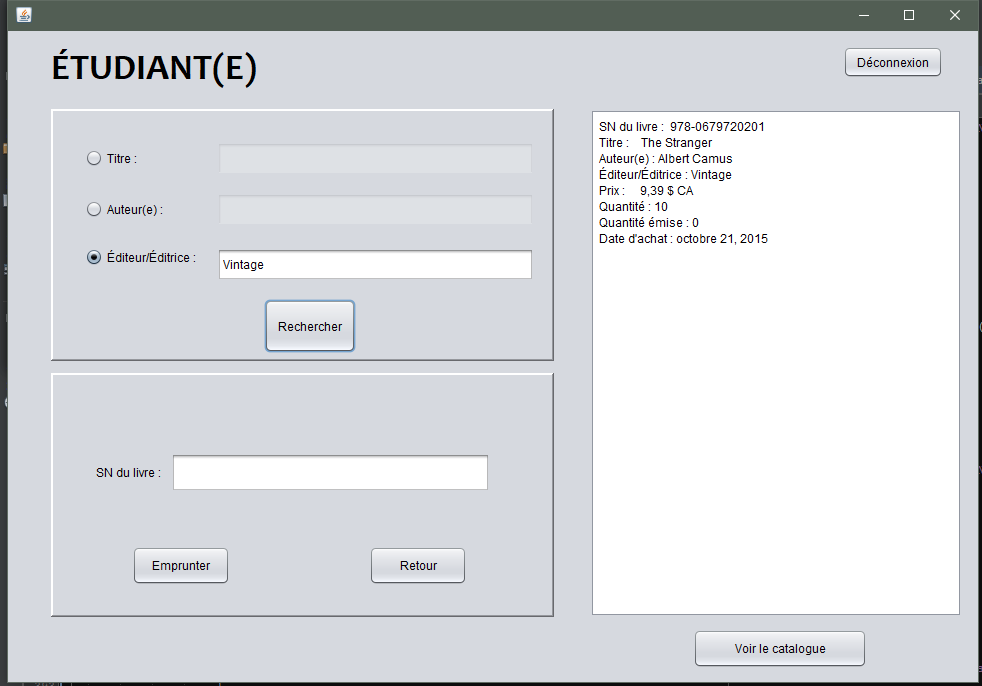 ÉTUDIANT(E)
Déconnexion
Titre :
Auteur(e) :
Éditeur/Éditrice :
Vintage
Rechercher
SN du livre :
Emprunter
Retour
SN du livre : 978-0679720201
Titre : The Stranger
Auteur(e) : Albert Camus
Éditeur/Éditrice : Vintage
Prix : 9,39 $ CA
Quantité : 10
Quantité émise : 0
Date d'achat : octobre 21, 2015
Voir le catalogue